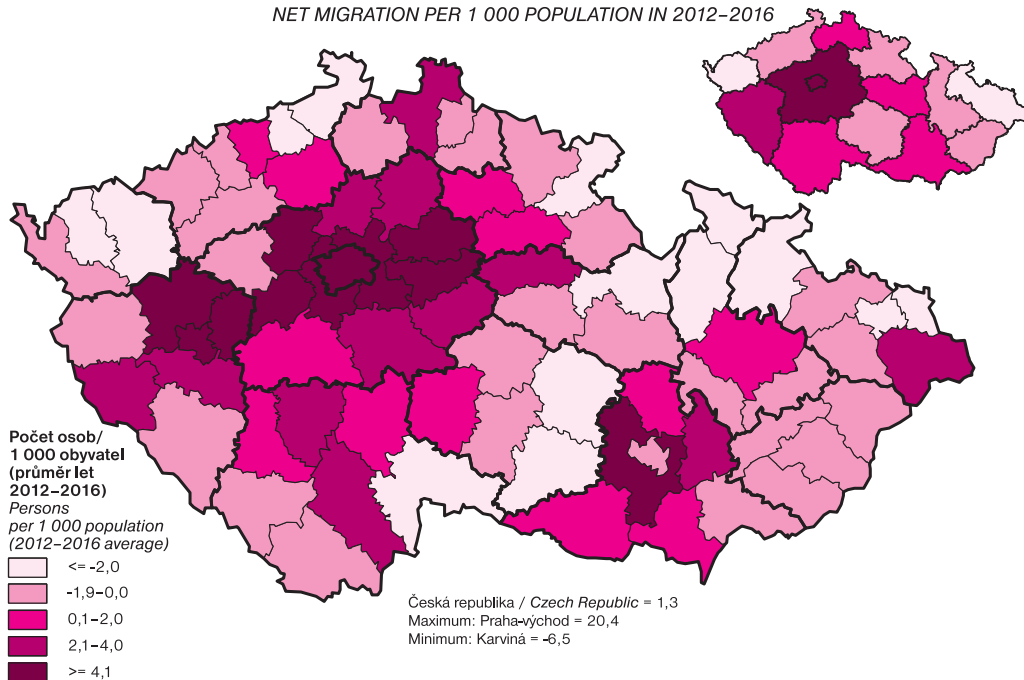 NET MIGRATION PER 1 000 POPULATION IN 2012–2016
Počet osob/
1 000 obyvatel
(průměr let
2012–2016)
Persons
per 1 000 population
(2012–2016 average)
<= -2,0
-1,9–0,0
0,1–2,0
2,1–4,0
>= 4,1
Česká republika / Czech Republic = 1,3
Maximum: Praha-východ = 20,4
Minimum: Karviná = -6,5